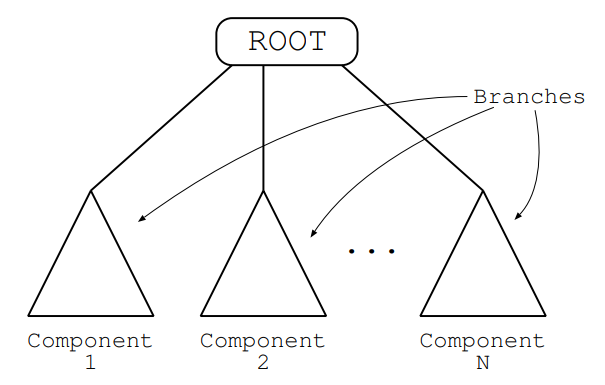 ROOT
Branches
. . .
Component
1
Component
2
Component
N